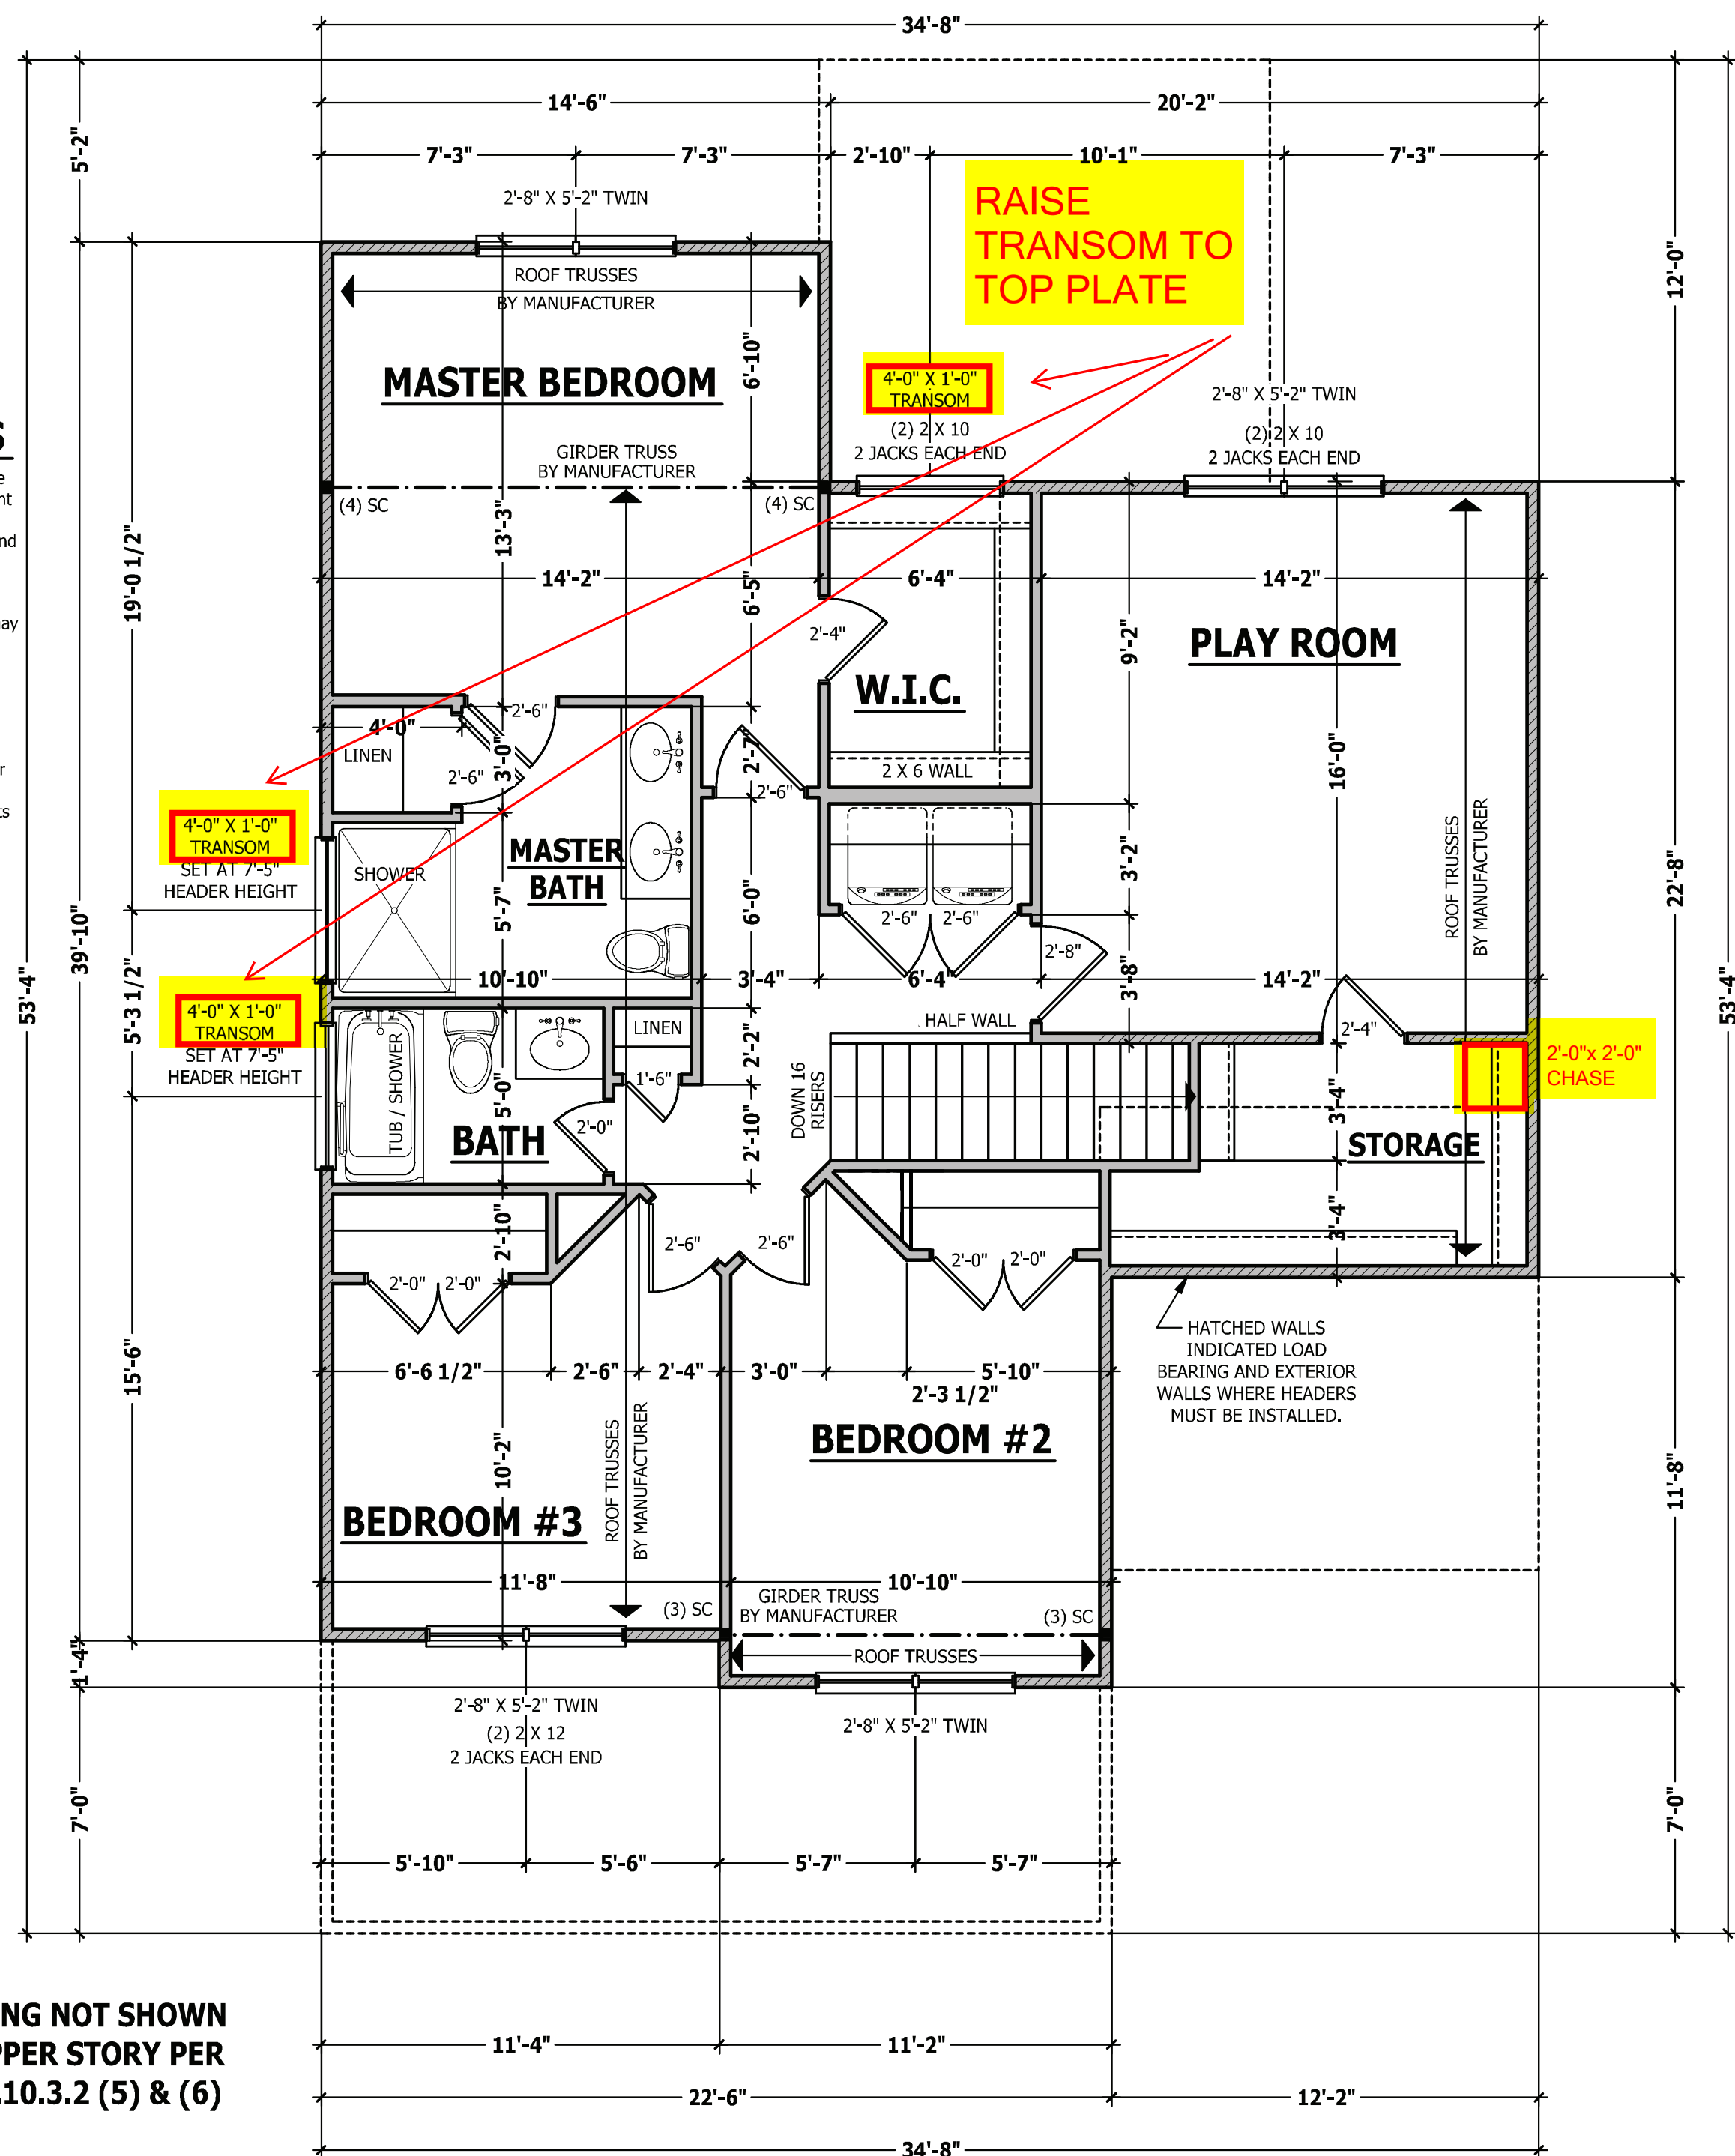 34'-8"
14'-6"
20'-2"
7'-3"
7'-3"
2'-10"
10'-1"
7'-3"
5'-2"
12'-0"
2'-8" X 5'-2" TWIN
RAISE
TRANSOM TO
TOP PLATE
ROOF TRUSSES
BY MANUFACTURER
MASTER BEDROOM
6'-10"
4'-0" X 1'-0"
TRANSOM
(2) 2 X 10
2 JACKS EACH END
2'-8" X 5'-2" TWIN
(2) 2 X 10
2 JACKS EACH END
GIRDER TRUSS
BY MANUFACTURER
(4) SC
(4) SC
13'-3"
19'-0 1/2"
14'-2"
6'-5"
6'-4"
14'-2"
2'-4"
9'-2"
PLAY ROOM
W.I.C.
2'-6"
4'-0"
LINEN
3'-0"
2'-6"
2'-7"
2'-6"
2 X 6 WALL
16'-0"
4'-0" X 1'-0"
TRANSOM
SET AT 7'-5"
HEADER HEIGHT
SHOWER
MASTER
BATH
3'-2"
ROOF TRUSSES
BY MANUFACTURER
22'-8"
5'-7"
6'-0"
2'-6"
2'-6"
2'-8"
39'-10"
53'-4"
5'-3 1/2"
10'-10"
3'-4"
6'-4"
3'-8"
14'-2"
53'-4"
4'-0" X 1'-0"
TRANSOM
SET AT 7'-5"
HEADER HEIGHT
LINEN
HALF WALL
2'-4"
2'-2"
2'-0"x 2'-0"
CHASE
TUB / SHOWER
5'-0"
1'-6"
DOWN 16
RISERS
3'-4"
2'-0"
BATH
2'-10"
STORAGE
2'-10"
2'-6"
2'-6"
3'-4"
2'-0"
2'-0"
2'-0"
2'-0"
HATCHED WALLS
INDICATED LOAD
BEARING AND EXTERIOR
WALLS WHERE HEADERS
MUST BE INSTALLED.
15'-6"
6'-6 1/2"
2'-6"
2'-4"
3'-0"
5'-10"
2'-3 1/2"
BEDROOM #2
10'-2"
ROOF TRUSSES
BY MANUFACTURER
11'-8"
BEDROOM #3
11'-8"
10'-10"
GIRDER TRUSS
BY MANUFACTURER
(3) SC
(3) SC
ROOF TRUSSES
1'-4"
2'-8" X 5'-2" TWIN
(2) 2 X 12
2 JACKS EACH END
2'-8" X 5'-2" TWIN
7'-0"
7'-0"
5'-10"
5'-6"
5'-7"
5'-7"
NG NOT SHOWN
PPER STORY PER
.10.3.2 (5) & (6)
11'-4"
11'-2"
22'-6"
12'-2"
34'-8"